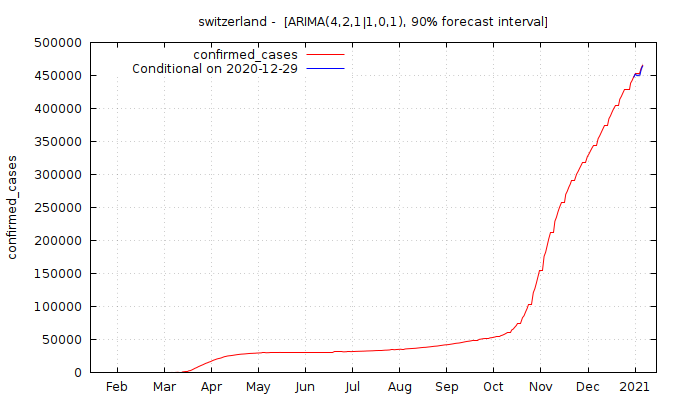 switzerland -  [ARIMA(4,2,1|1,0,1), 90% forecast interval]
confirmed_cases
Conditional on 2020-12-29
500000
450000
400000
350000
300000
250000
200000
150000
100000
50000
0
confirmed_cases
Feb Mar Apr May Jun Jul Aug Sep Oct Nov Dec 2021